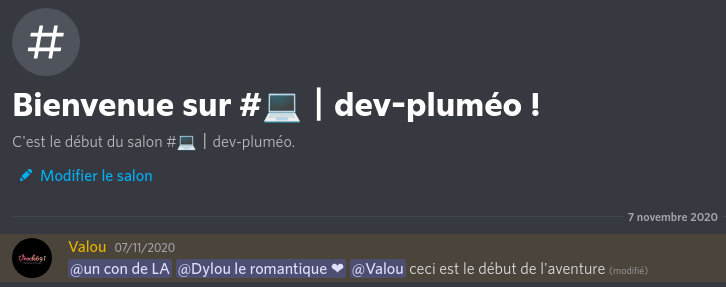 #
Bienvenue sur #💻 | dev-pluméo !
C'est le début du salon #💻 | dev-pluméo.
Modifier le salon
7 novembre 2020
Valou 07/11/2020
@un con de LA @Dylou le romantique ❤ @Valou ceci est le début de l'aventure (modifié)